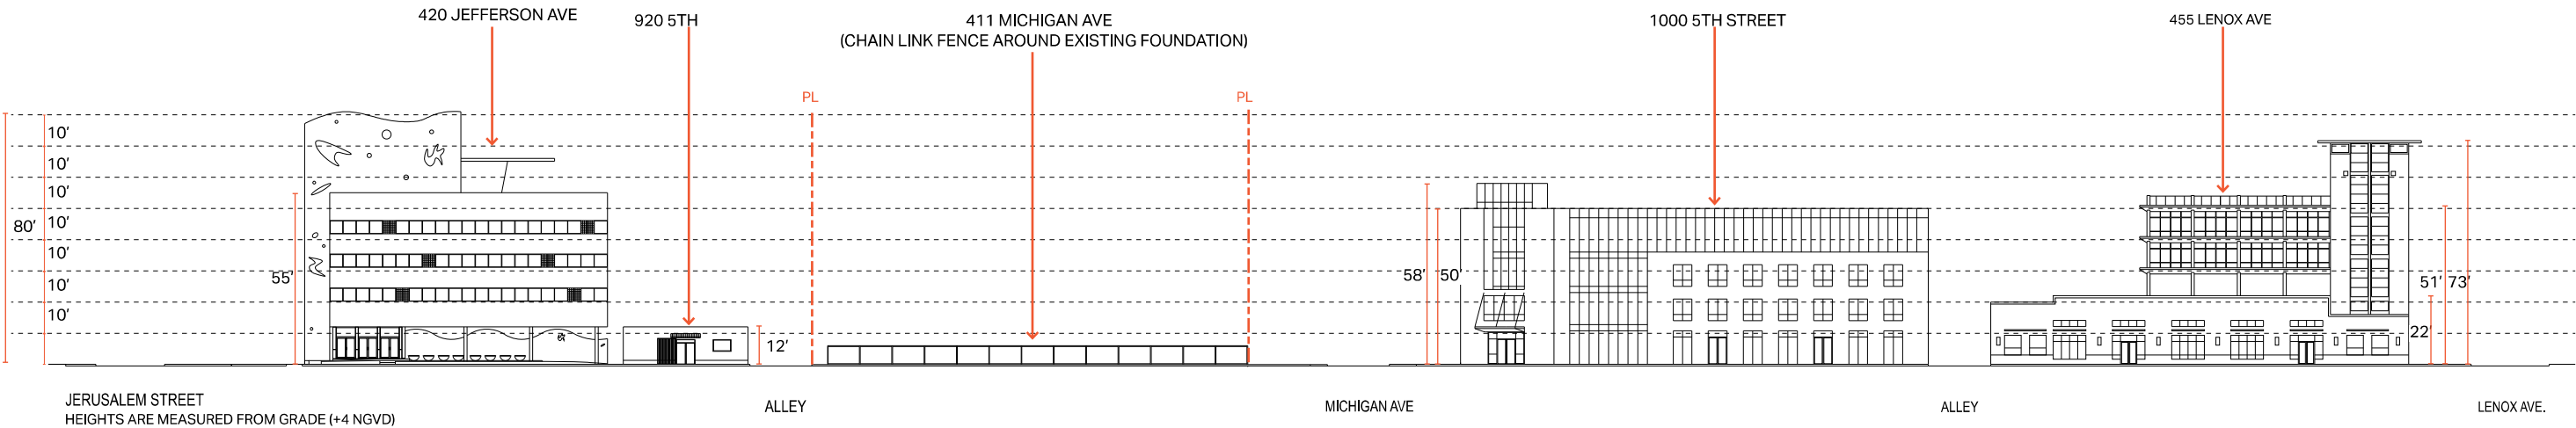 420 JEFFERSON AVE
920 5TH
411 MICHIGAN AVE
(CHAIN LINK FENCE AROUND EXISTING FOUNDATION)
1000 5TH STREET
455 LENOX AVE
PL
PL
10'
10'
10'
10'
10'
10'
10'
80'
55'
12'
58'
50'
51'
73'
22'
JERUSALEM STREET
HEIGHTS ARE MEASURED FROM GRADE (+4 NGVD)
ALLEY
MICHIGAN AVE
ALLEY
LENOX AVE.